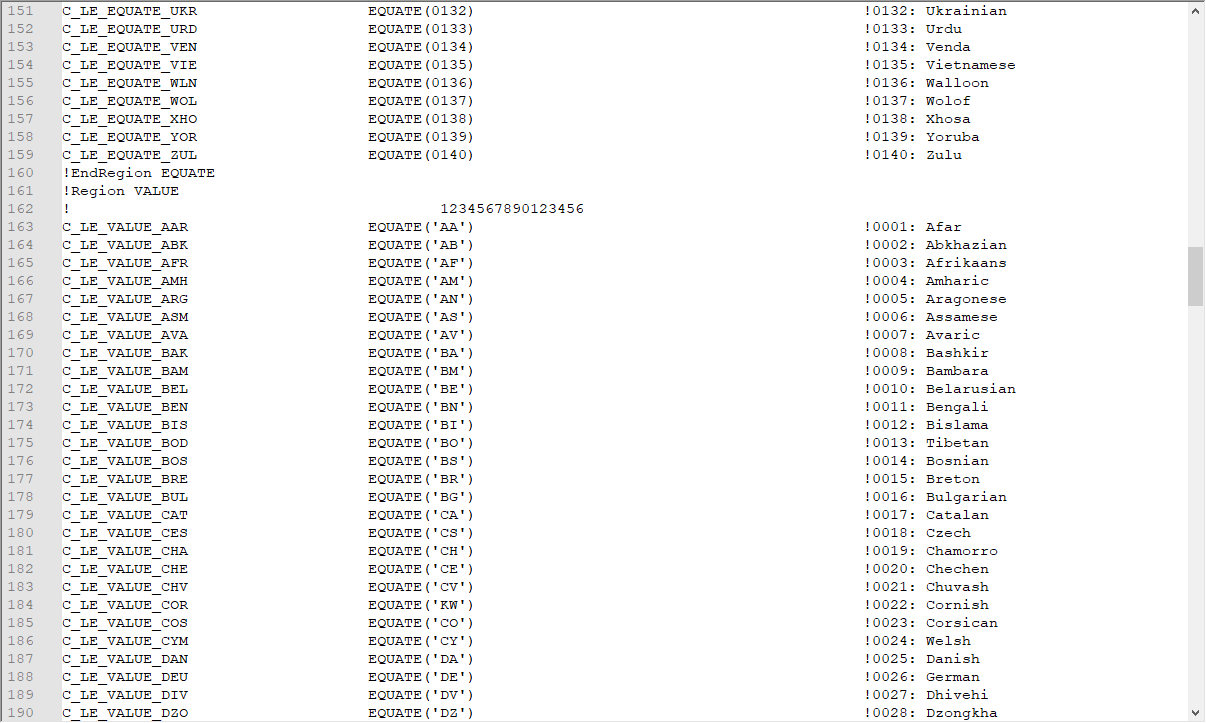 151 C_LE_EQUATE_UKR EQUATE(0132) !0132: Ukrainian
152 C_LE_EQUATE_URD EQUATE(0133) !0133: Urdu
153 C_LE_EQUATE_VEN EQUATE(0134) !0134: Venda
154 C_LE_EQUATE_VIE EQUATE(0135) !0135: Vietnamese
155 C_LE_EQUATE_WLN EQUATE(0136) !0136: Walloon
156 C_LE_EQUATE_WOL EQUATE(0137) !0137: Wolof
157 C_LE_EQUATE_XHO EQUATE(0138) !0138: Xhosa
158 C_LE_EQUATE_YOR EQUATE(0139) !0139: Yoruba
159 C_LE_EQUATE_ZUL EQUATE(0140) !0140: Zulu
160 !EndRegion EQUATE
161 !Region VALUE
162 ! 1234567890123456
163 C_LE_VALUE_AAR EQUATE('AA') !0001: Afar
164 C_LE_VALUE_ABK EQUATE('AB') !0002: Abkhazian
165 C_LE_VALUE_AFR EQUATE('AF') !0003: Afrikaans
166 C_LE_VALUE_AMH EQUATE('AM') !0004: Amharic
167 C_LE_VALUE_ARG EQUATE('AN') !0005: Aragonese
168 C_LE_VALUE_ASM EQUATE('AS') !0006: Assamese
169 C_LE_VALUE_AVA EQUATE('AV') !0007: Avaric
170 C_LE_VALUE_BAK EQUATE('BA') !0008: Bashkir
171 C_LE_VALUE_BAM EQUATE('BM') !0009: Bambara
172 C_LE_VALUE_BEL EQUATE('BE') !0010: Belarusian
173 C_LE_VALUE_BEN EQUATE('BN') !0011: Bengali
174 C_LE_VALUE_BIS EQUATE('BI') !0012: Bislama
175 C_LE_VALUE_BOD EQUATE('BO') !0013: Tibetan
176 C_LE_VALUE_BOS EQUATE('BS') !0014: Bosnian
177 C_LE_VALUE_BRE EQUATE('BR') !0015: Breton
178 C_LE_VALUE_BUL EQUATE('BG') !0016: Bulgarian
179 C_LE_VALUE_CAT EQUATE('CA') !0017: Catalan
180 C_LE_VALUE_CES EQUATE('CS') !0018: Czech
181 C_LE_VALUE_CHA EQUATE('CH') !0019: Chamorro
182 C_LE_VALUE_CHE EQUATE('CE') !0020: Chechen
183 C_LE_VALUE_CHV EQUATE('CV') !0021: Chuvash
184 C_LE_VALUE_COR EQUATE('KW') !0022: Cornish
185 C_LE_VALUE_COS EQUATE('CO') !0023: Corsican
186 C_LE_VALUE_CYM EQUATE('CY') !0024: Welsh
187 C_LE_VALUE_DAN EQUATE('DA') !0025: Danish
188 C_LE_VALUE_DEU EQUATE('DE') !0026: German
189 C_LE_VALUE_DIV EQUATE('DV') !0027: Dhivehi
190 C_LE_VALUE_DZO EQUATE('DZ') !0028: Dzongkha